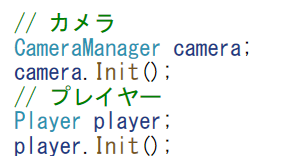 // カメラ
CameraManager camera;
camera.Init();
// プレイヤー
Player player;
player.Init();